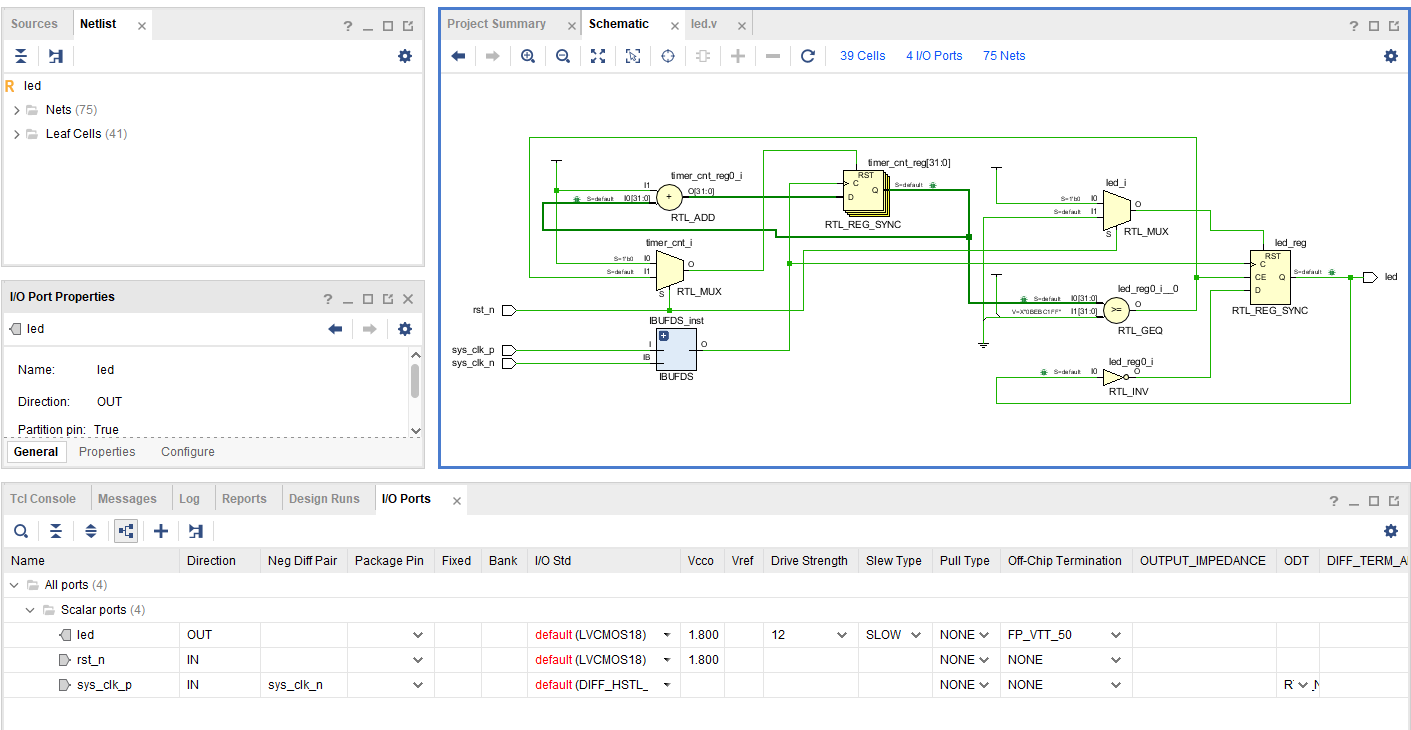 Sources
Netlist
R led
Nets (75)
Leaf Cells (41)
I/O Port Properties
led
Name: led
Direction: OUT
Partition pin: True
General Properties Configure
Project Summary
Schematic
led.v
39 Cells 4 I/O Ports 75 Nets
timer_cnt_reg0_i
I1
S=default I0[31:0]
+
O[31:0]
RTL_ADD
timer_cnt_reg[31:0]
RST
C
D
Q
S=default
RTL_REG_SYNC
timer_cnt_i
S=1'b0 I0
S=default I1
O
S
RTL_MUX
led_i
S=1'b0 I0
S=default I1
O
S
RTL_MUX
led_reg
RST
C
CE Q
D
S=default
led
RTL_REG_SYNC
led_reg0_i__0
S=default I0[31:0]
V=X"0BEBC1FF" I1[31:0]
>=
O
RTL_GEQ
rst_n
IBUFDS_inst
sys_clk_p
sys_clk_n
I
IB
O
IBUFDS
led_reg0_i
S=default I0
O
RTL_INV
Tcl Console Messages Log Reports Design Runs I/O Ports
Name Direction Neg Diff Pair Package Pin Fixed Bank I/O Std Vcco Vref Drive Strength Slew Type Pull Type Off-Chip Termination OUTPUT_IMPEDANCE ODT DIFF_TERM_A
All ports (4)
Scalar ports (4)
led OUT default (LVCMOS18) 1.800 12 SLOW NONE FP_VTT_50
rst_n IN default (LVCMOS18) 1.800 NONE NONE
sys_clk_p IN sys_clk_n default (DIFF_HSTL_ NONE NONE